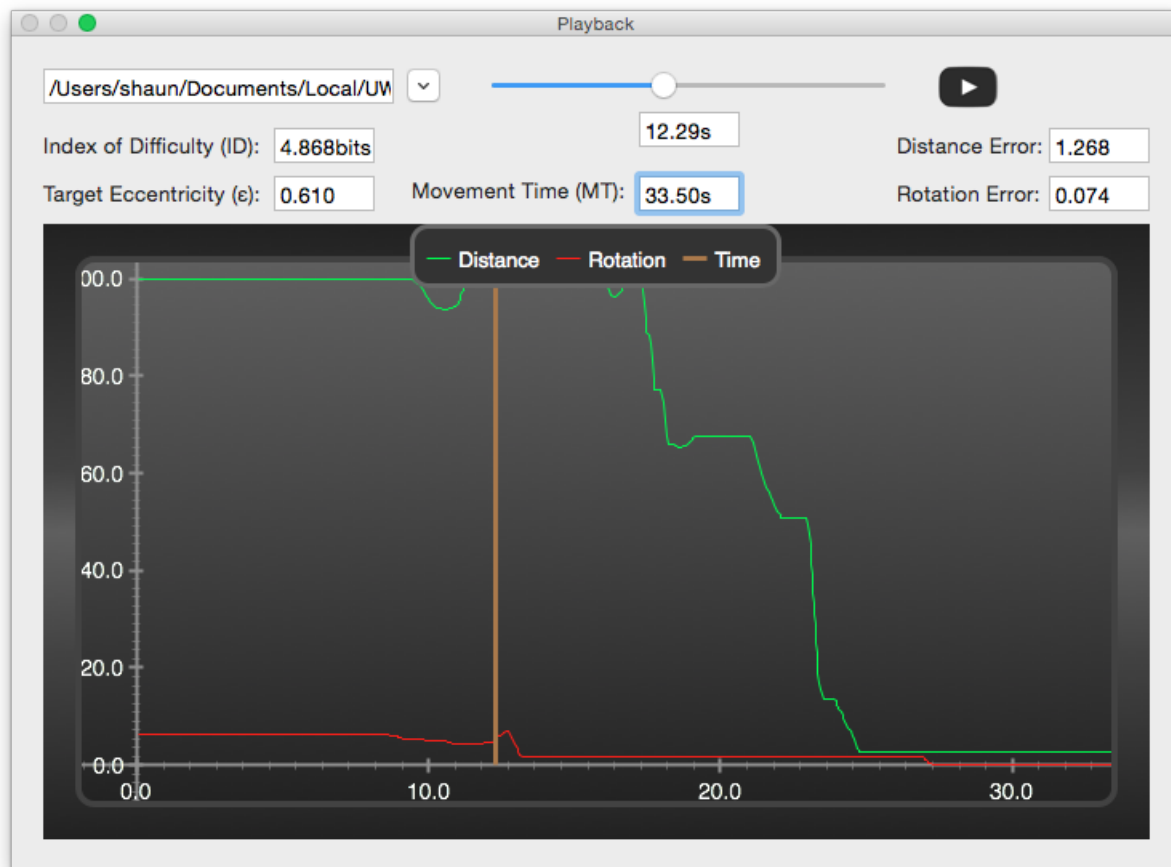 Playback
/Users/shaun/Documents/Local/UW
12.29s
Index of Difficulty (ID): 4.868bits
Distance Error: 1.268
Target Eccentricity (ε): 0.610
Movement Time (MT): 33.50s
Rotation Error: 0.074
Distance Rotation Time
00.0
80.0
60.0
40.0
20.0
0.0
0.0 10.0 20.0 30.0